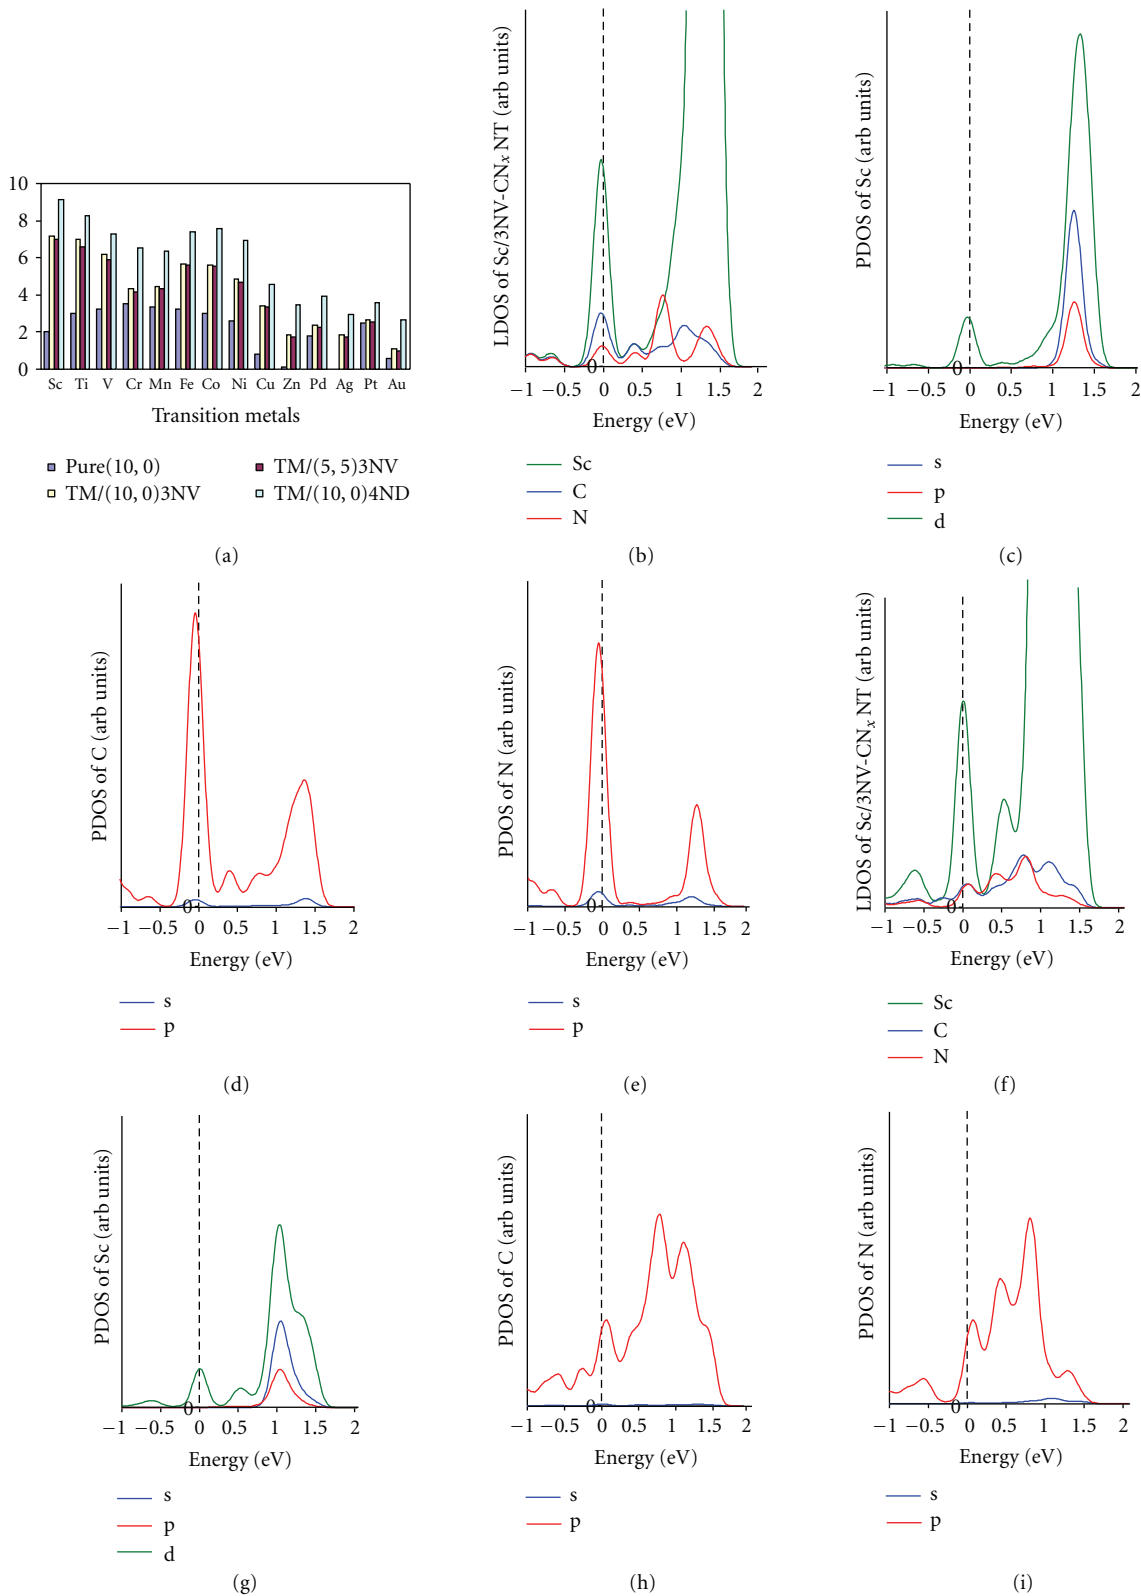 10
8
6
4
2
0
Sc Ti V Cr Mn Fe Co Ni Cu Zn Pd Ag Pt Au
Transition metals
Pure(10, 0)
TM/(5, 5)3NV
TM/(10, 0)3NV
TM/(10, 0)4ND
(a)
LDOS of Sc/3NV-CNx NT (arb units)
0
−1 −0.5 0 0.5 1 1.5 2
Energy (eV)
Sc
C
N
(b)
PDOS of Sc (arb units)
0
−1 −0.5 0 0.5 1 1.5 2
Energy (eV)
s
p
d
(c)
PDOS of C (arb units)
0
−1 −0.5 0 0.5 1 1.5 2
Energy (eV)
s
p
(d)
PDOS of N (arb units)
0
−1 −0.5 0 0.5 1 1.5 2
Energy (eV)
s
p
(e)
LDOS of Sc/3NV-CNx NT (arb units)
0
−1 −0.5 0 0.5 1 1.5 2
Energy (eV)
Sc
C
N
(f)
PDOS of Sc (arb units)
0
−1 −0.5 0 0.5 1 1.5 2
Energy (eV)
s
p
d
(g)
PDOS of C (arb units)
0
−1 −0.5 0 0.5 1 1.5 2
Energy (eV)
s
p
(h)
PDOS of N (arb units)
0
−1 −0.5 0 0.5 1 1.5 2
Energy (eV)
s
p
(i)